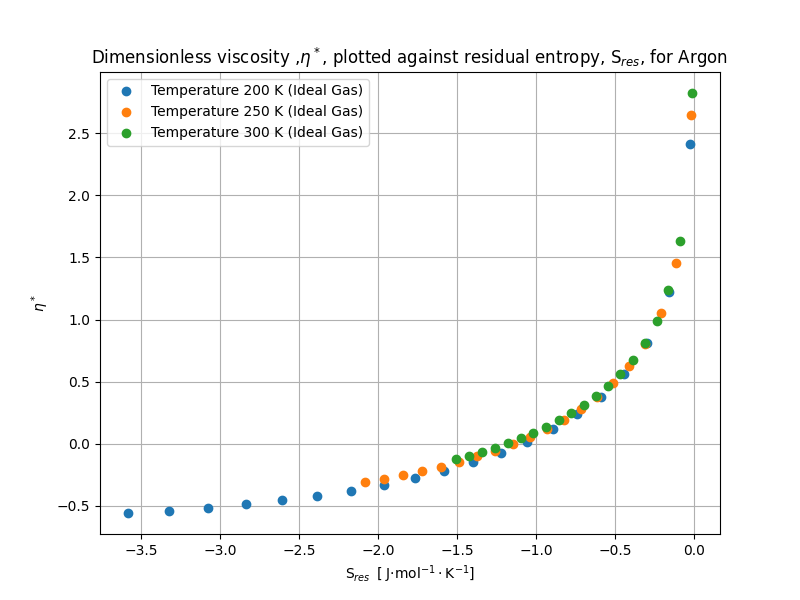 Dimensionless viscosity ,η*, plotted against residual entropy, S_res, for Argon
Temperature 200 K (Ideal Gas)
Temperature 250 K (Ideal Gas)
Temperature 300 K (Ideal Gas)
2.5
2.0
1.5
1.0
0.5
0.0
−0.5
η*
−3.5 −3.0 −2.5 −2.0 −1.5 −1.0 −0.5 0.0
S_res [ J·mol⁻¹ · K⁻¹]